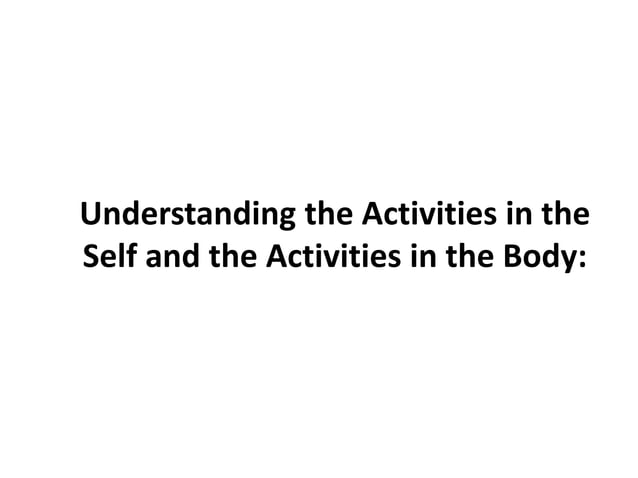 Understanding the Activities in the
Self and the Activities in the Body: